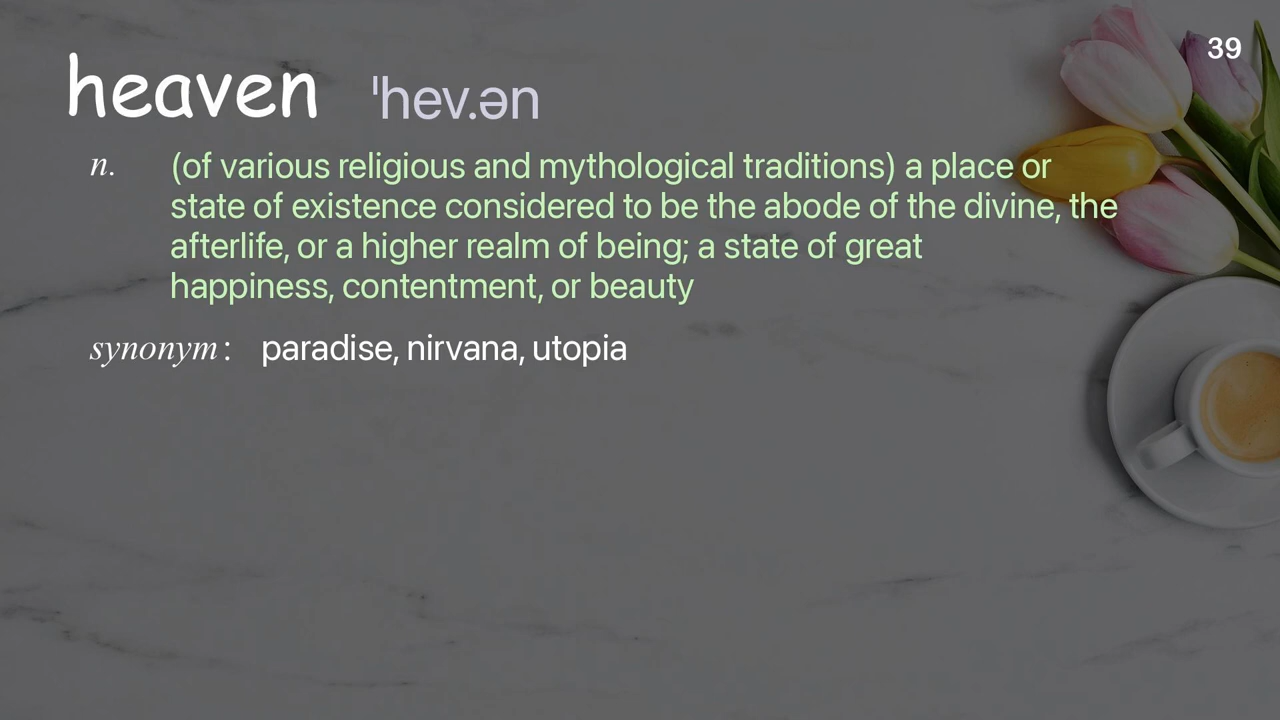 39
heaven ˈhev.ən
n. (of various religious and mythological traditions) a place or
state of existence considered to be the abode of the divine, the
afterlife, or a higher realm of being; a state of great
happiness, contentment, or beauty
synonym : paradise, nirvana, utopia